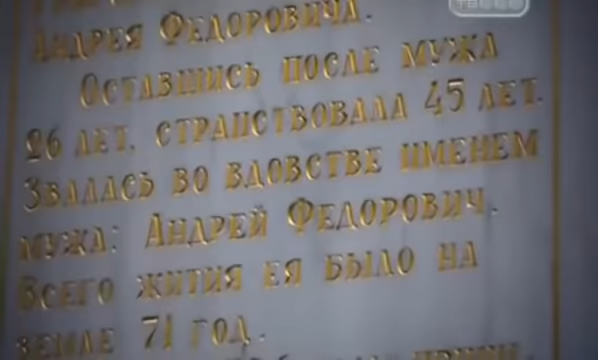 Андрея Федоровича.
Оставшись после мужа
26 лет, странствовала 45 лет.
Звалась во вдовстве именем
мужа: Андрей Федорович.
Всего жития ея было на
земле 71 год.